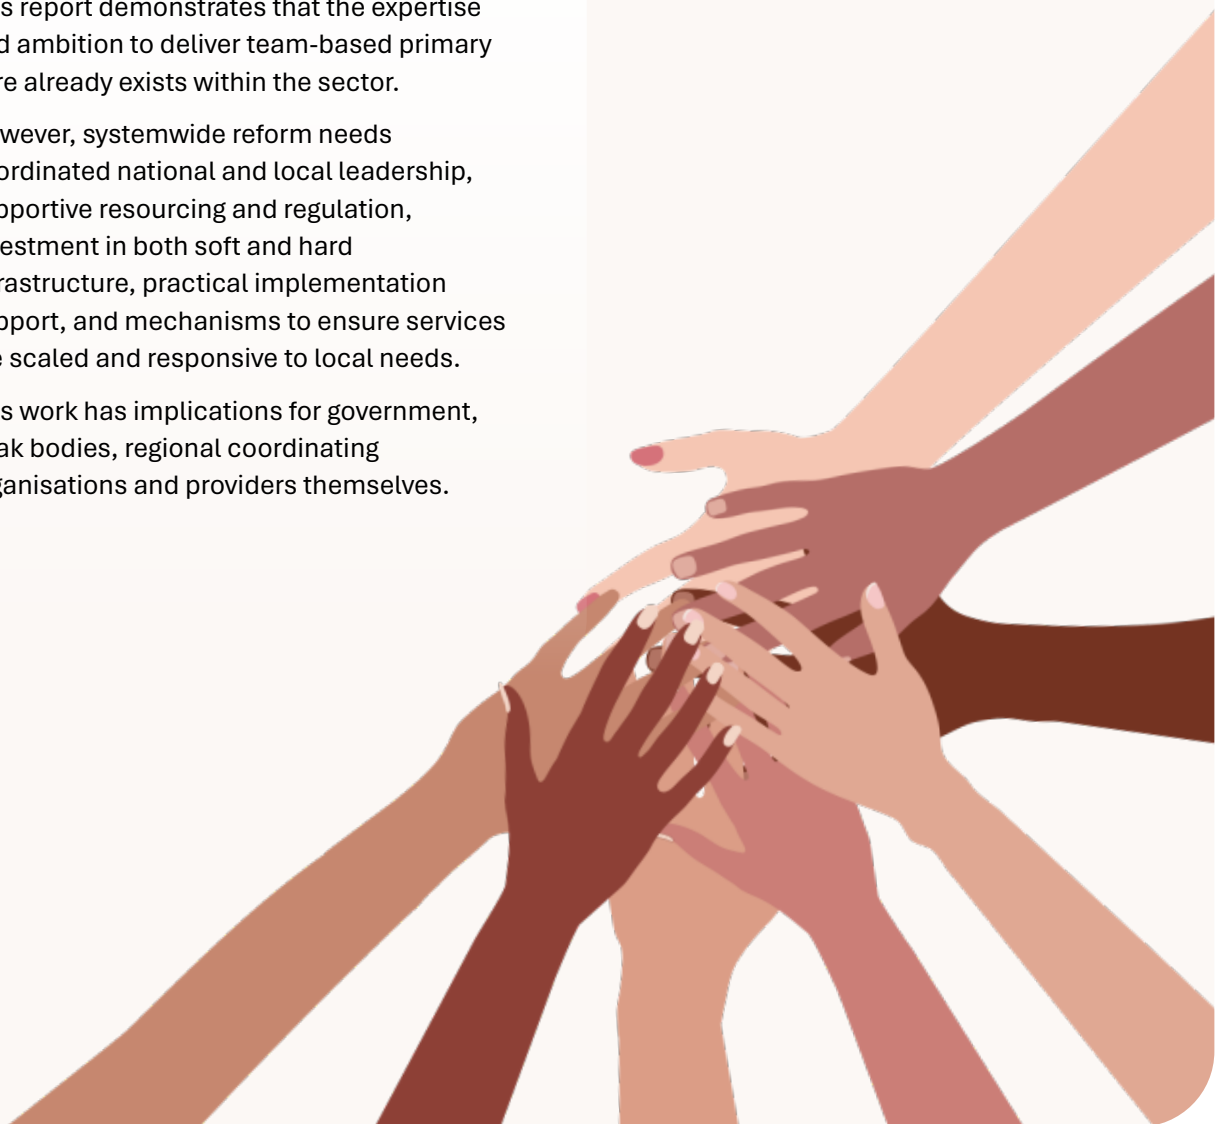 s report demonstrates that the expertise
d ambition to deliver team-based primary
re already exists within the sector.
wever, systemwide reform needs
ordinated national and local leadership,
pportive resourcing and regulation,
estment in both soft and hard
rastructure, practical implementation
pport, and mechanisms to ensure services
e scaled and responsive to local needs.
s work has implications for government,
ak bodies, regional coordinating
ganisations and providers themselves.